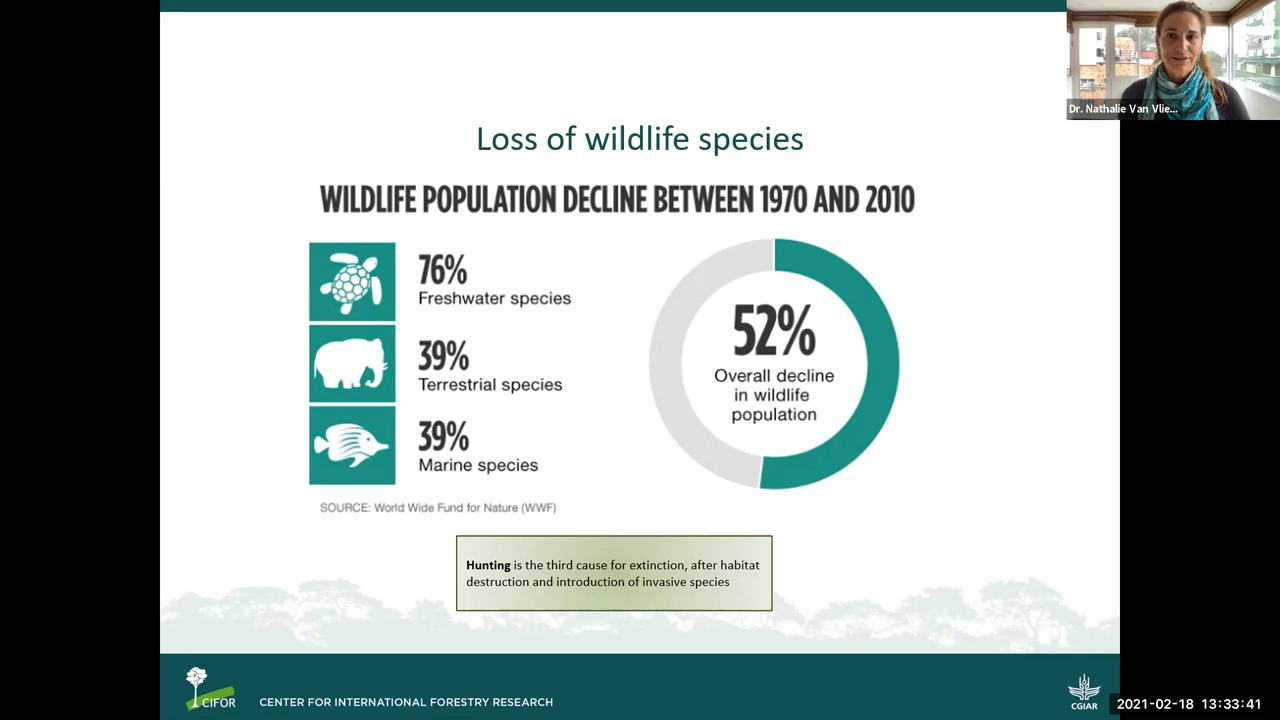 Dr. Nathalie Van Vlie...
Loss of wildlife species
WILDLIFE POPULATION DECLINE BETWEEN 1970 AND 2010
76%
Freshwater species
39%
Terrestrial species
39%
Marine species
52%
Overall decline
in wildlife
population
SOURCE: World Wide Fund for Nature (WWF)
Hunting is the third cause for extinction, after habitat
destruction and introduction of invasive species
CIFOR
CENTER FOR INTERNATIONAL FORESTRY RESEARCH
CGIAR
2021-02-18 13:33:41